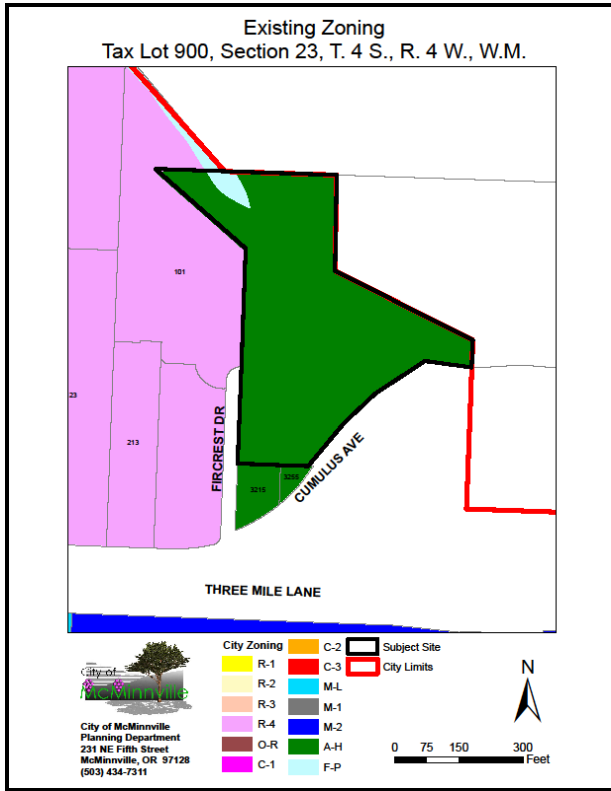 Existing Zoning
Tax Lot 900, Section 23, T. 4 S., R. 4 W., W.M.
101
23
213
FIRCREST DR
3215
3255
CUMULUS AVE
THREE MILE LANE
City of
McMinnville
City of McMinnville
Planning Department
231 NE Fifth Street
McMinnville, OR 97128
(503) 434-7311
City Zoning
R-1
R-2
R-3
R-4
O-R
C-1
C-2
C-3
M-L
M-1
M-2
A-H
F-P
Subject Site
City Limits
N
0 75 150 300
Feet